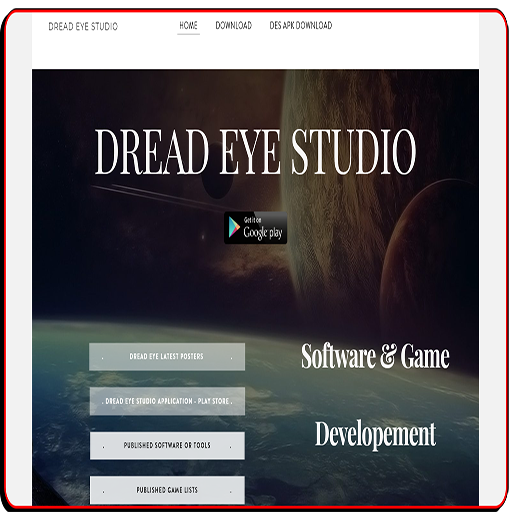 DREAD EYE STUDIO HOME DOWNLOAD DES APK DOWNLOAD
DREAD EYE STUDIO
Get it on
Google play
Software & Game
Developement
. DREAD EYE LATEST POSTERS .
. DREAD EYE STUDIO APPLICATION - PLAY STORE .
. PUBLISHED SOFTWARE OR TOOLS .
. PUBLISHED GAME LISTS .